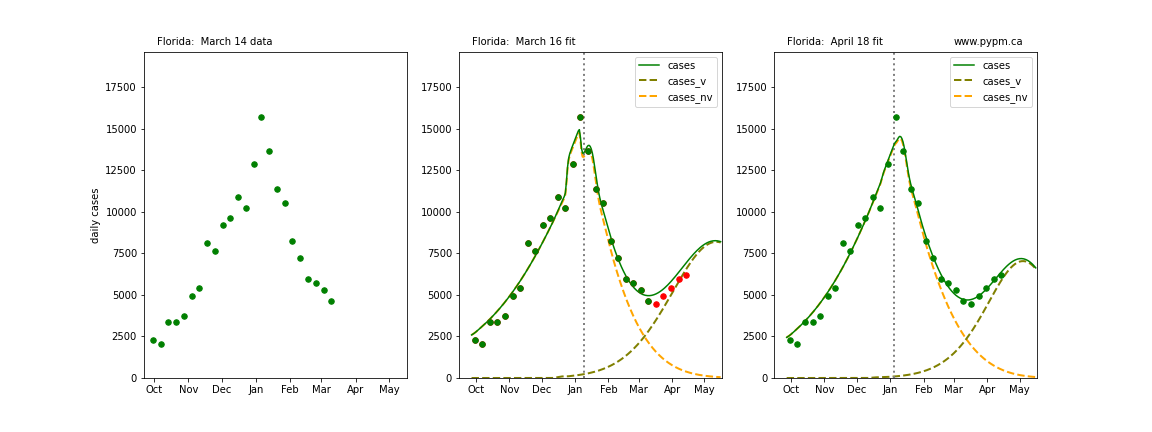 Florida:  March 14 data
daily cases
17500
15000
12500
10000
7500
5000
2500
0
Oct Nov Dec Jan Feb Mar Apr May
Florida:  March 16 fit
cases
cases_v
cases_nv
17500
15000
12500
10000
7500
5000
2500
0
Oct Nov Dec Jan Feb Mar Apr May
Florida:  April 18 fit
www.pypm.ca
cases
cases_v
cases_nv
17500
15000
12500
10000
7500
5000
2500
0
Oct Nov Dec Jan Feb Mar Apr May